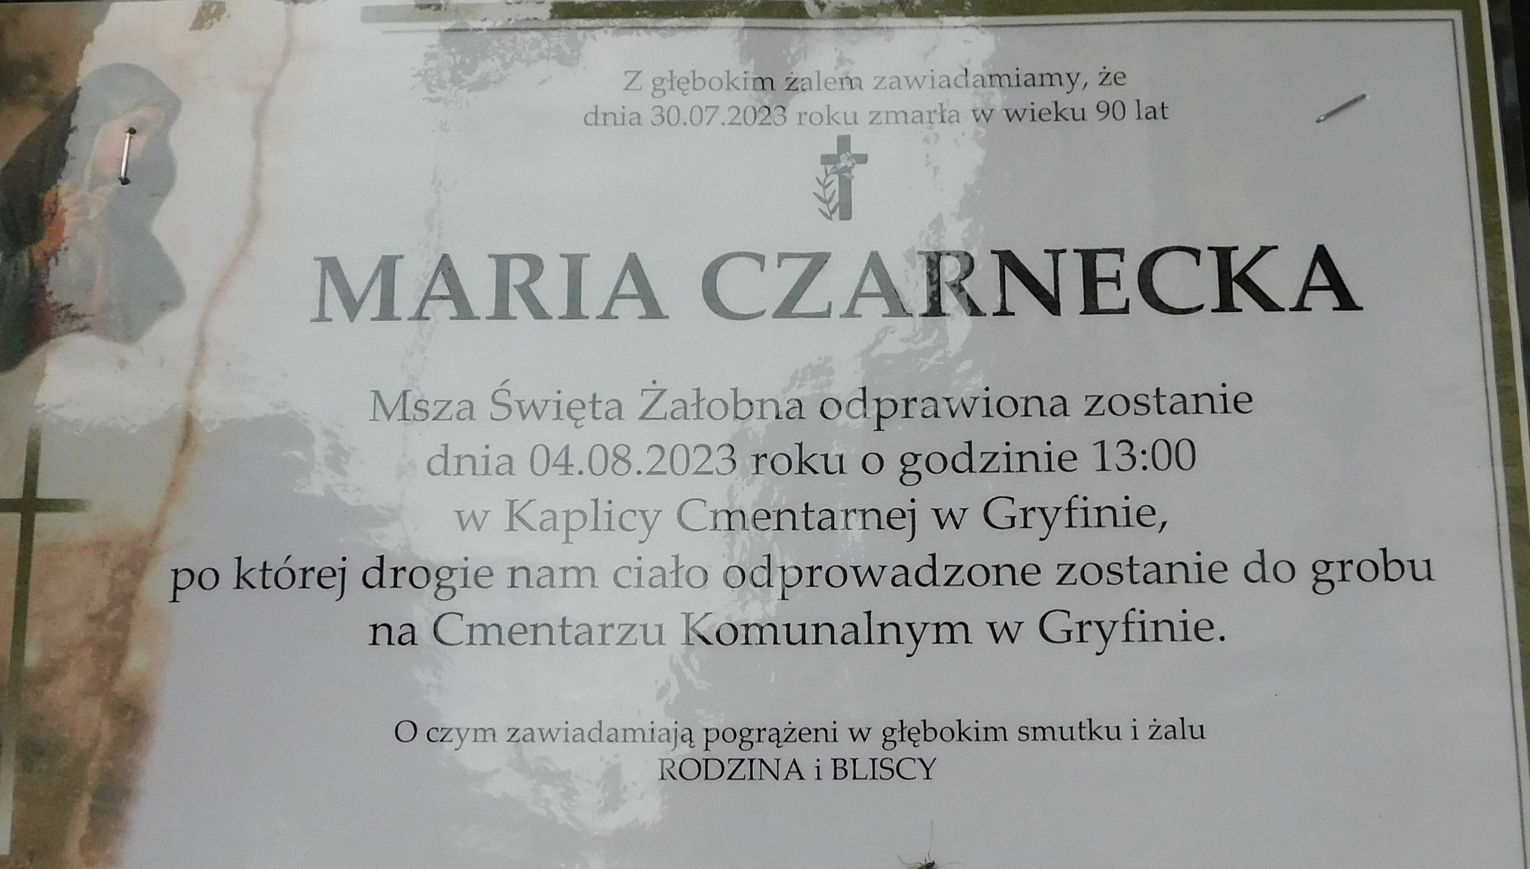 Z głębokim żalem zawiadamiamy, że
dnia 30.07.2023 roku zmarła w wieku 90 lat
MARIA CZARNECKA
Msza Święta Żałobna odprawiona zostanie
dnia 04.08.2023 roku o godzinie 13:00
w Kaplicy Cmentarnej w Gryfinie,
po której drogie nam ciało odprowadzone zostanie do grobu
na Cmentarzu Komunalnym w Gryfinie.
O czym zawiadamiają pogrążeni w głębokim smutku i żalu
RODZINA i BLISCY